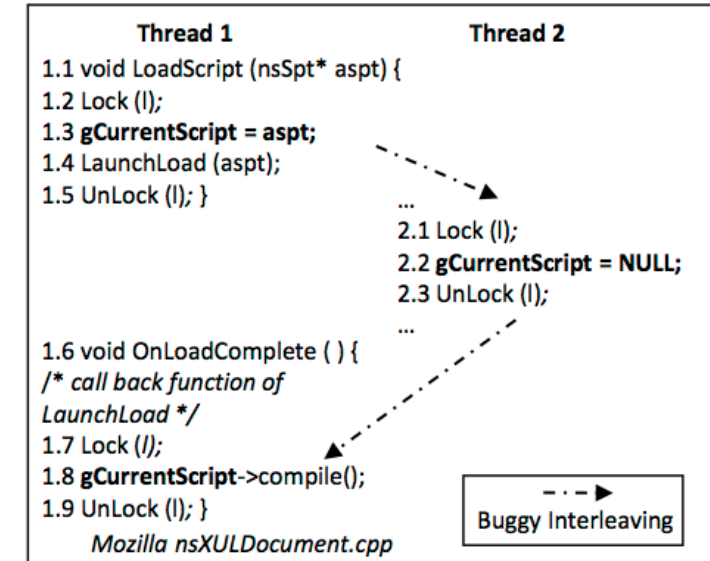 Thread 1
Thread 2
1.1 void LoadScript (nsSpt* aspt) {
1.2 Lock (l);
1.3 gCurrentScript = aspt;
1.4 LaunchLoad (aspt);
1.5 UnLock (l); }
...
2.1 Lock (l);
2.2 gCurrentScript = NULL;
2.3 UnLock (l);
...
1.6 void OnLoadComplete ( ) {
/* call back function of
LaunchLoad */
1.7 Lock (l);
1.8 gCurrentScript->compile();
1.9 UnLock (l); }
Mozilla nsXULDocument.cpp
Buggy Interleaving